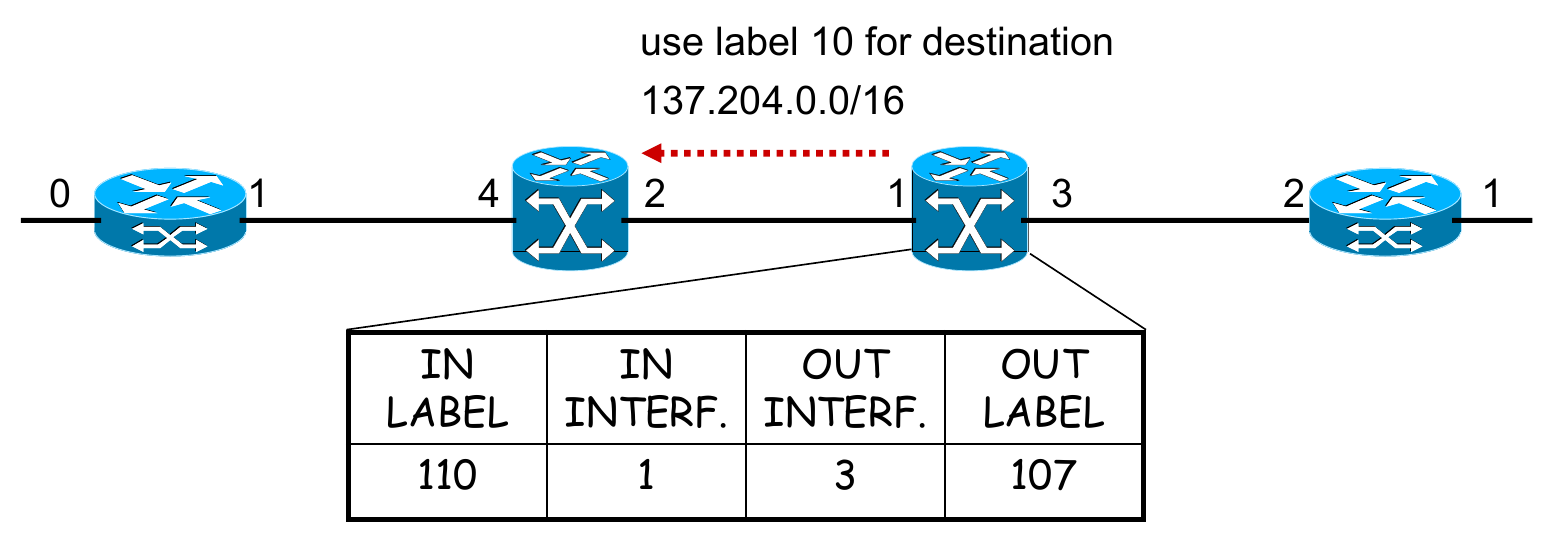 use label 10 for destination
137.204.0.0/16
0 1 4 2 1 3 2 1
IN LABEL IN INTERF. OUT INTERF. OUT LABEL
110 1 3 107